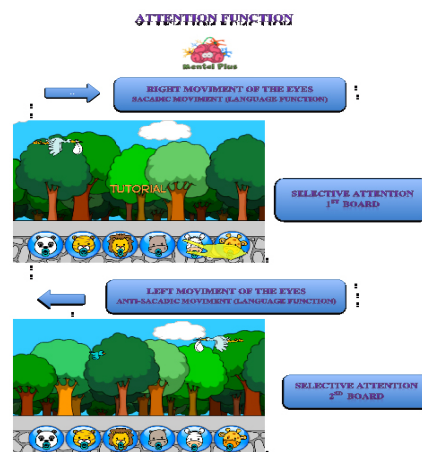 ATTENTION FUNCTION
Mental Plus
RIGHT MOVIMENT OF THE EYES
SACADIC MOVIMENT (LANGUAGE FUNCTION)
TUTORIAL
SELECTIVE ATTENTION
1ST BOARD
LEFT MOVIMENT OF THE EYES
ANTI-SACADIC MOVIMENT (LANGUAGE FUNCTION)
SELECTIVE ATTENTION
2ND BOARD